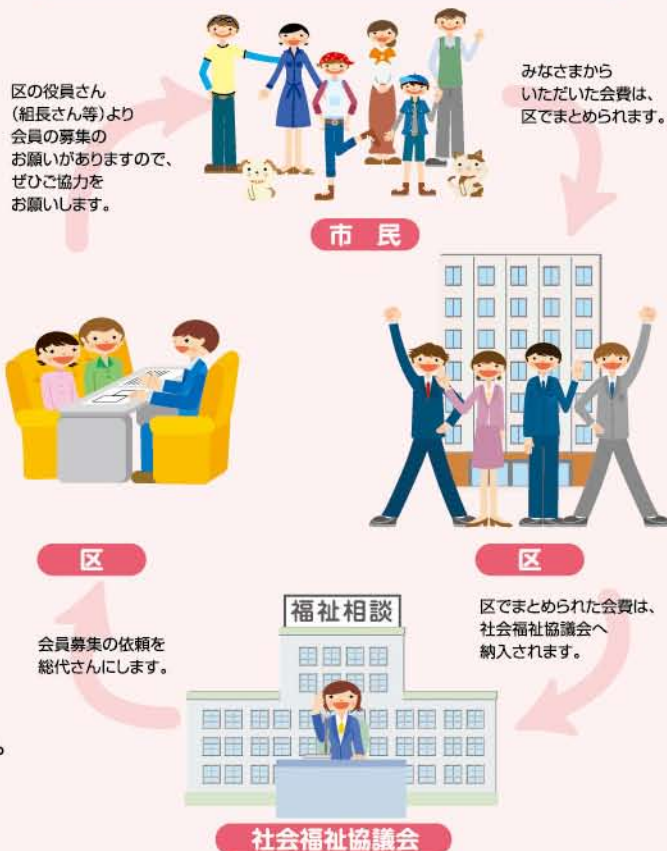 区の役員さん
(組長さん等)より
会員の募集の
お願いがありますので、
ぜひご協力を
お願いします。
みなさまから
いただいた会費は、
区でまとめられます。
市 民
区
区
会員募集の依頼を
総代さんにします。
福祉相談
区でまとめられた会費は、
社会福祉協議会へ
納入されます。
。
社会福祉協議会